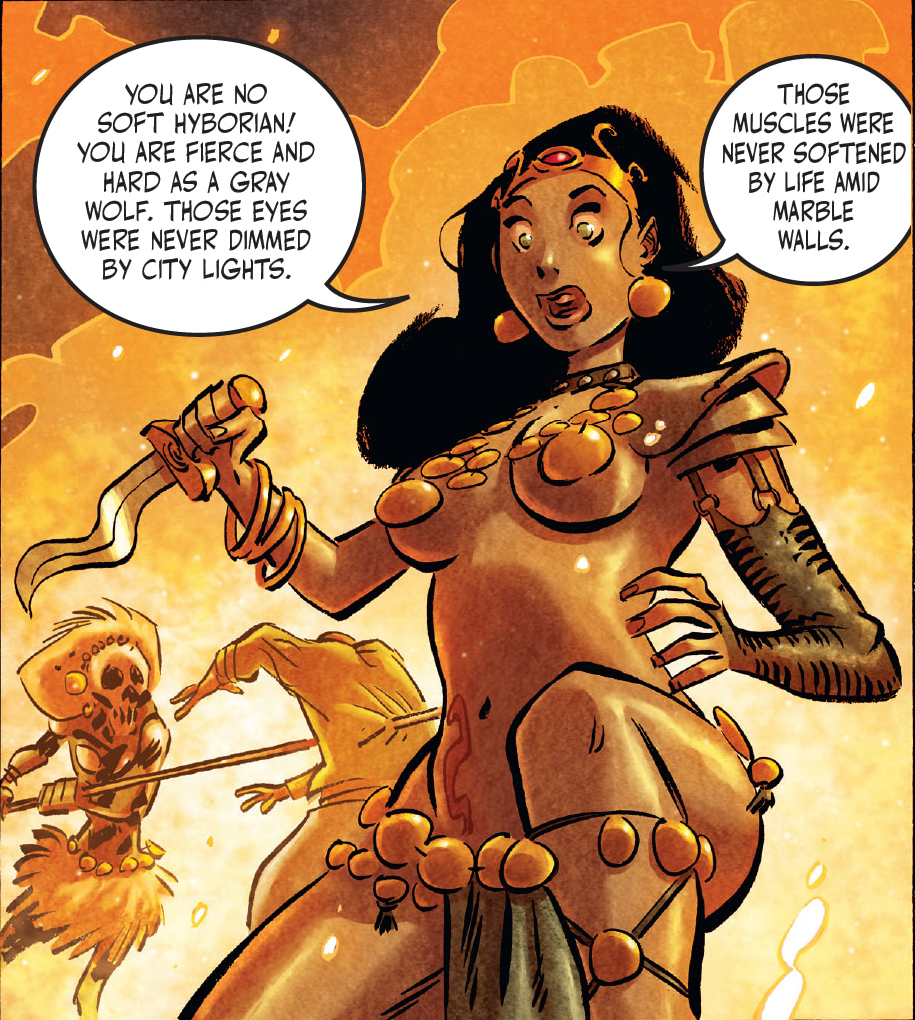 YOU ARE NO
SOFT HYBORIAN!
YOU ARE FIERCE AND
HARD AS A GRAY
WOLF. THOSE EYES
WERE NEVER DIMMED
BY CITY LIGHTS.
THOSE
MUSCLES WERE
NEVER SOFTENED
BY LIFE AMID
MARBLE
WALLS.